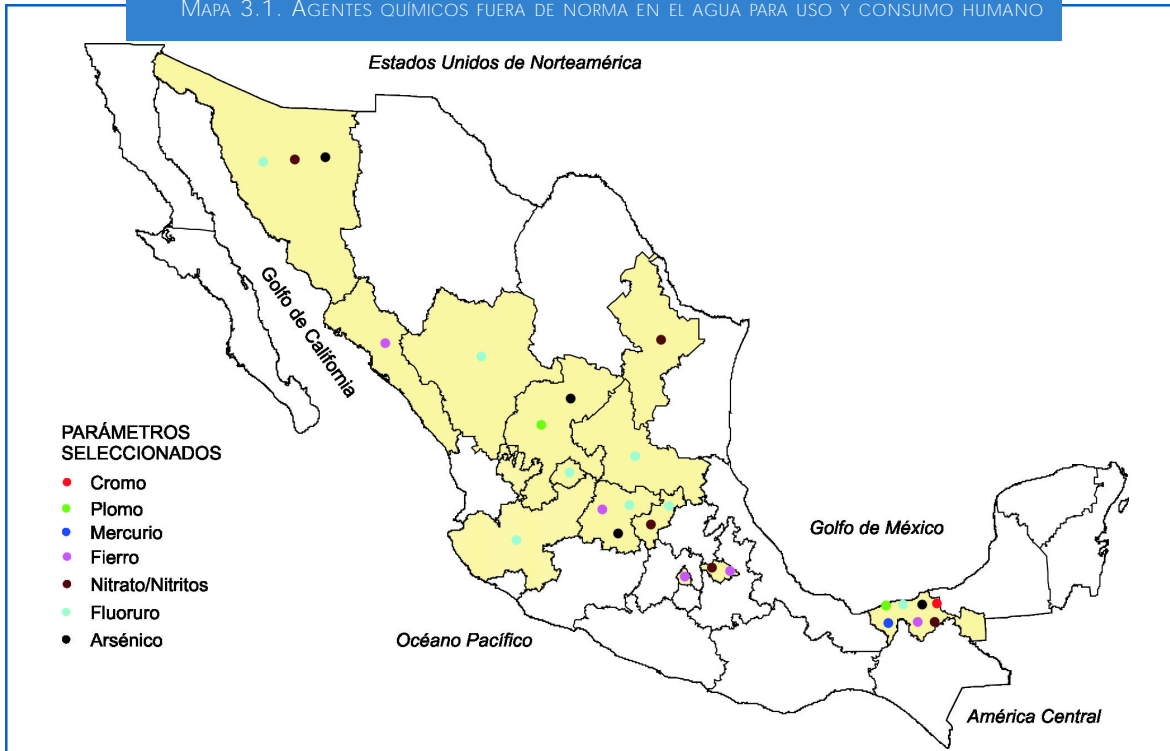 MAPA 3.1. AGENTES QUÍMICOS FUERA DE NORMA EN EL AGUA PARA USO Y CONSUMO HUMANO
Estados Unidos de Norteamérica
Golfo de California
PARÁMETROS
SELECCIONADOS
Cromo
Plomo
Mercurio
Fierro
Nitrato/Nitritos
Fluoruro
Arsénico
Golfo de México
Océano Pacífico
América Central